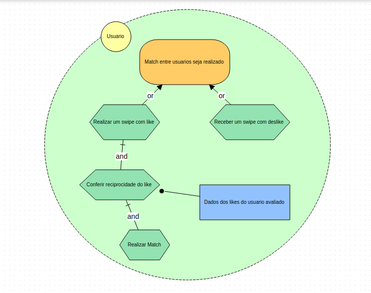 Usuario
Match entre usuarios seja realizado
or
or
Realizar um swipe com like
Receber um swipe com deslike
and
Conferir reciprocidade do like
Dados dos likes do usuario avaliado
and
Realizar Match